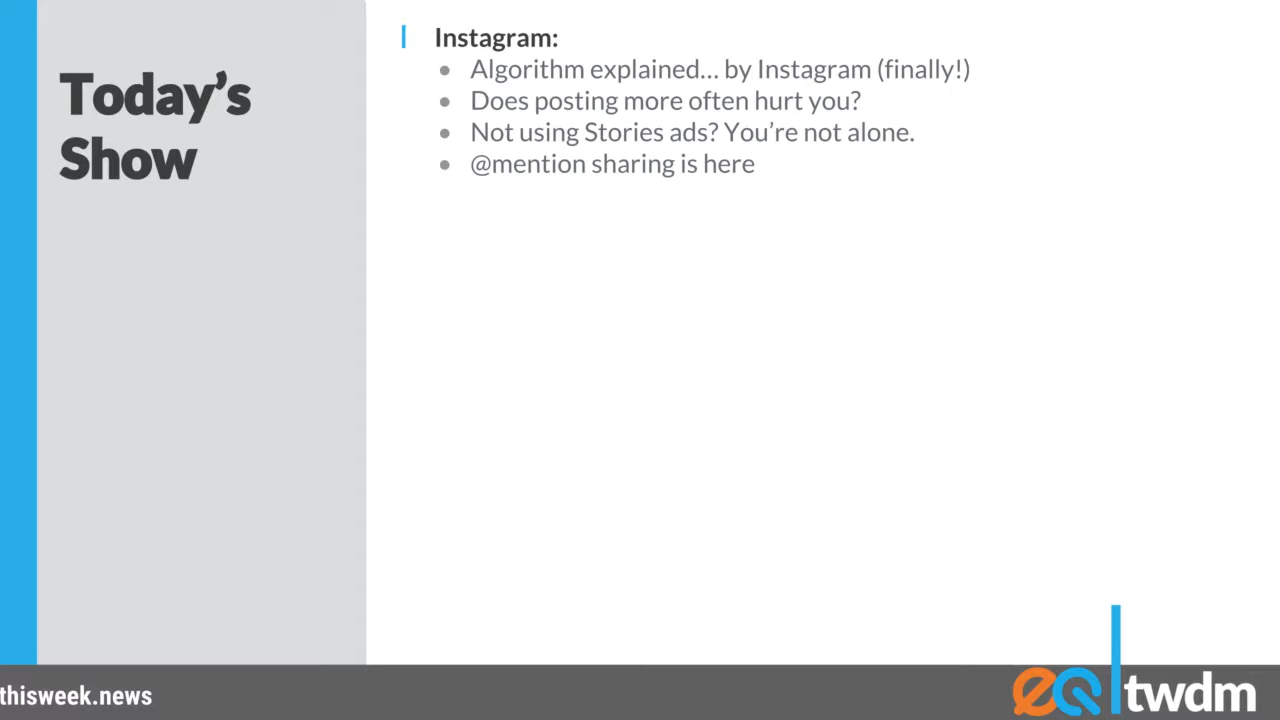 Today's
Show
Instagram:
Algorithm explained... by Instagram (finally!)
Does posting more often hurt you?
Not using Stories ads? You're not alone.
@mention sharing is here
thisweek.news
eQ twdm